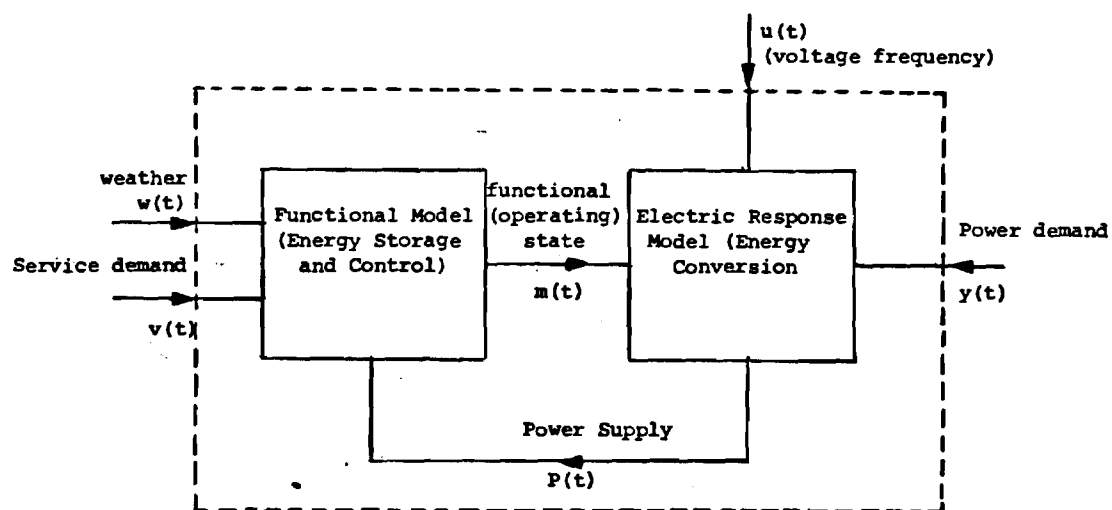 u(t)
(voltage frequency)
weather
w(t)
Service demand
v(t)
Functional Model
(Energy Storage
and Control)
functional
(operating)
state
m(t)
Electric Response
Model (Energy
Conversion
Power demand
y(t)
Power Supply
P(t)